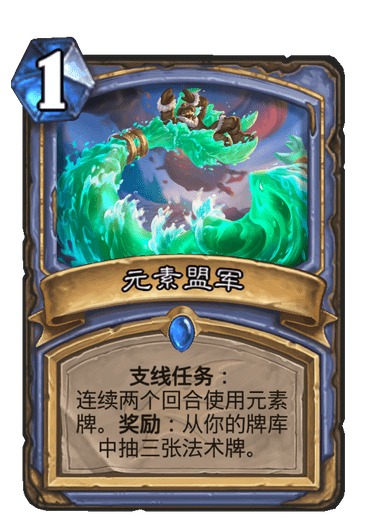 1
元素盟军
支线任务：
连续两个回合使用元素
牌。奖励：从你的牌库
中抽三张法术牌。